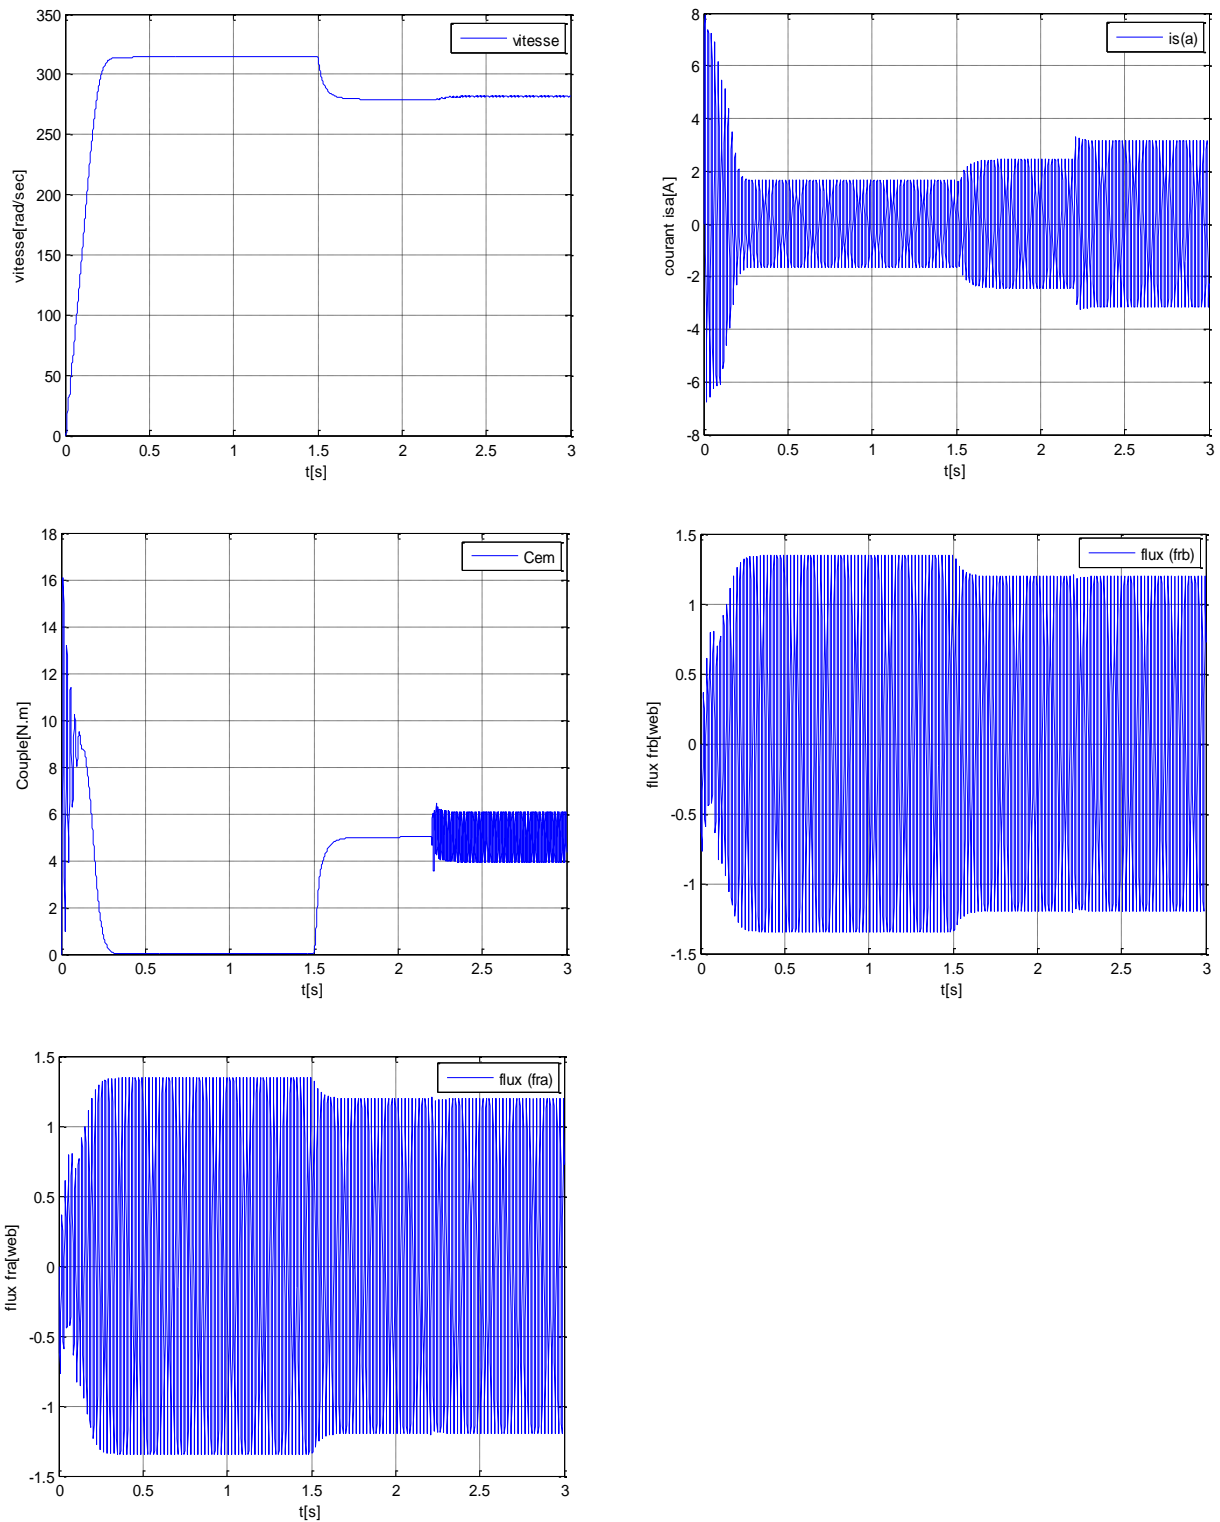 350
300
250
200
150
100
50
0
vitesse[rad/sec]
vitesse
0 0.5 1 1.5 2 2.5 3
t[s]
8
6
4
2
0
-2
-4
-6
-8
courant isa[A]
is(a)
0 0.5 1 1.5 2 2.5 3
t[s]
18
16
14
12
10
8
6
4
2
0
Couple[N.m]
Cem
0 0.5 1 1.5 2 2.5 3
t[s]
1.5
1
0.5
0
-0.5
-1
-1.5
flux frb[web]
flux (frb)
0 0.5 1 1.5 2 2.5 3
t[s]
1.5
1
0.5
0
-0.5
-1
-1.5
flux fra[web]
flux (fra)
0 0.5 1 1.5 2 2.5 3
t[s]